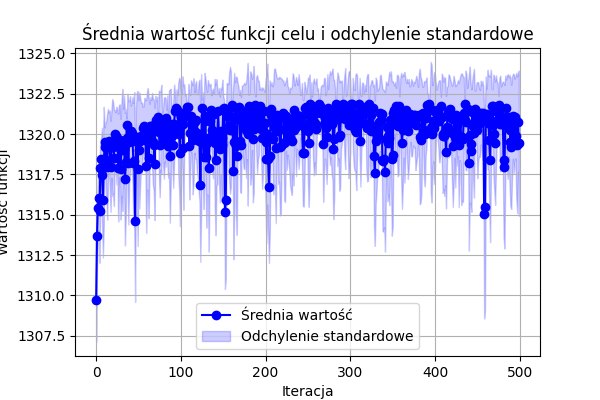 Średnia wartość funkcji celu i odchylenie standardowe
1325.0
1322.5
1320.0
1317.5
1315.0
1312.5
1310.0
1307.5
Wartość funkcji
Średnia wartość
Odchylenie standardowe
0 100 200 300 400 500
Iteracja